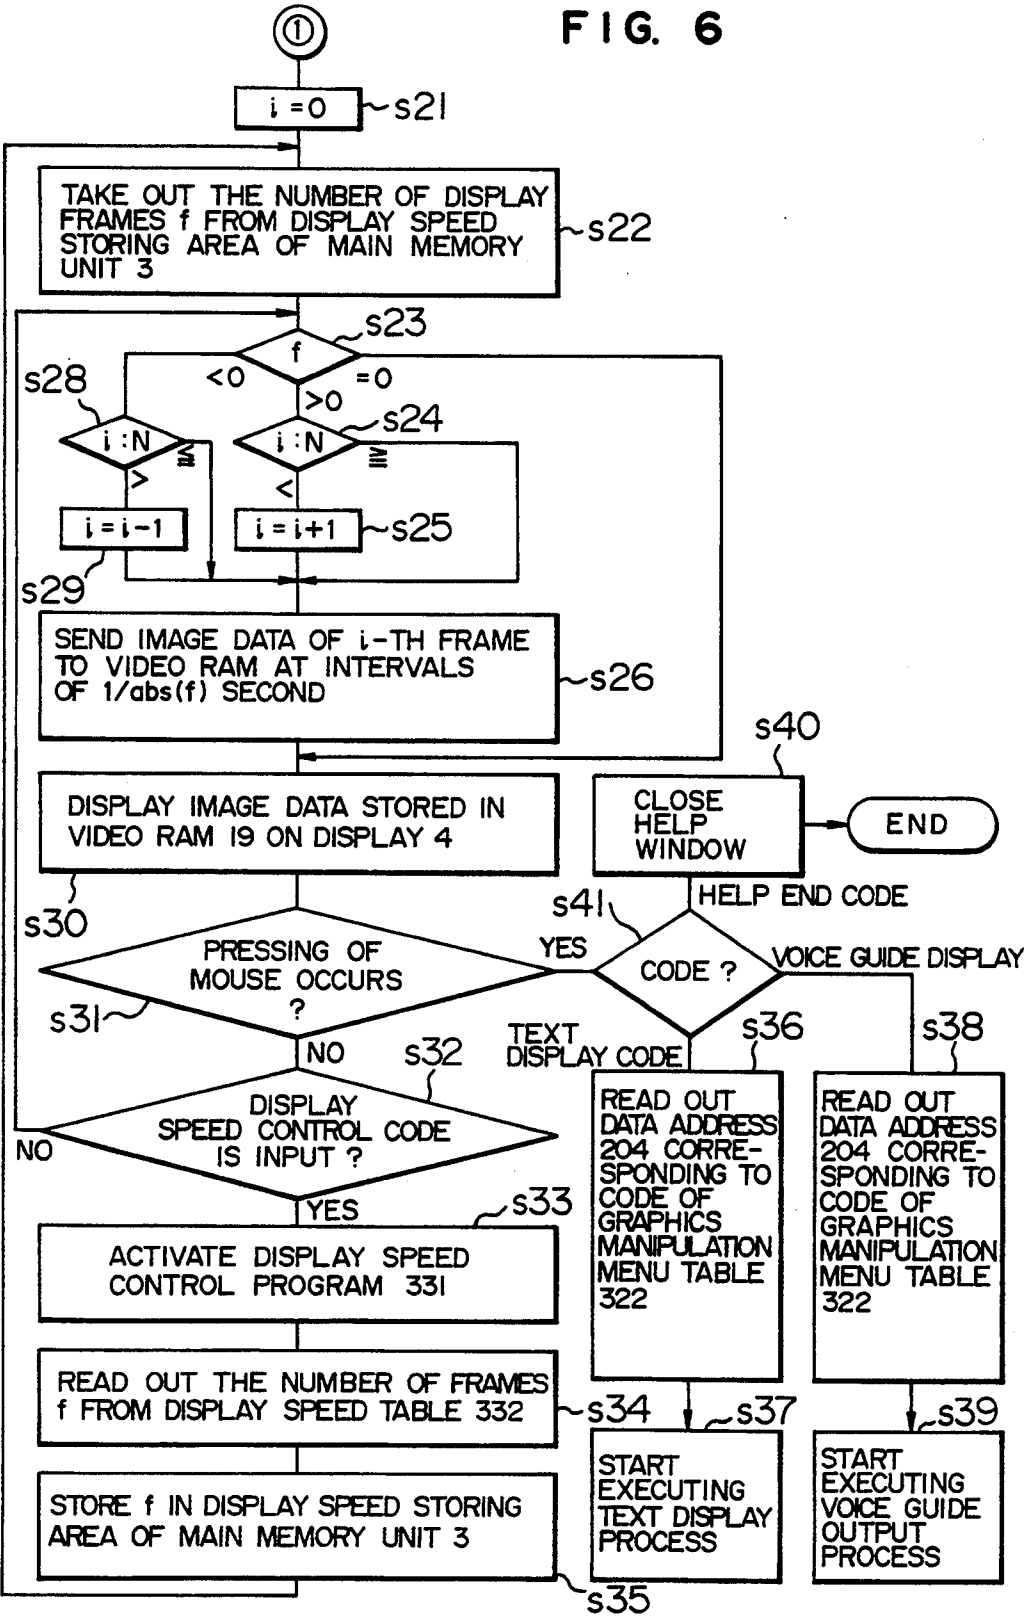 FIG. 6
1
i = 0
s21
TAKE OUT THE NUMBER OF DISPLAY
FRAMES f FROM DISPLAY SPEED
STORING AREA OF MAIN MEMORY
UNIT 3
s22
s23
f
<0
>0
=0
s28
i : N
≦
>
s24
i : N
≧
<
i = i-1
s29
i = i+1
s25
SEND IMAGE DATA OF i-TH FRAME
TO VIDEO RAM AT INTERVALS
OF 1/abs(f) SECOND
s26
DISPLAY IMAGE DATA STORED IN
VIDEO RAM 19 ON DISPLAY 4
s30
s40
CLOSE
HELP
WINDOW
END
HELP END CODE
s41
PRESSING OF
MOUSE OCCURS
?
s31
YES
NO
CODE ?
VOICE GUIDE DISPLAY
TEXT
DISPLAY CODE
s32
DISPLAY
SPEED CONTROL CODE
IS INPUT ?
NO
YES
s33
ACTIVATE DISPLAY SPEED
CONTROL PROGRAM 331
READ OUT THE NUMBER OF FRAMES
f FROM DISPLAY SPEED TABLE 332
s34
STORE f IN DISPLAY SPEED STORING
AREA OF MAIN MEMORY UNIT 3
s35
s36
READ OUT
DATA ADDRESS
204 CORRE-
SPONDING TO
CODE OF
GRAPHICS
MANIPULATION
MENU TABLE
322
s37
START
EXECUTING
TEXT DISPLAY
PROCESS
s38
READ OUT
DATA ADDRESS
204 CORRE-
SPONDING TO
CODE OF
GRAPHICS
MANIPULATION
MENU TABLE
322
s39
START
EXECUTING
VOICE GUIDE
OUTPUT
PROCESS